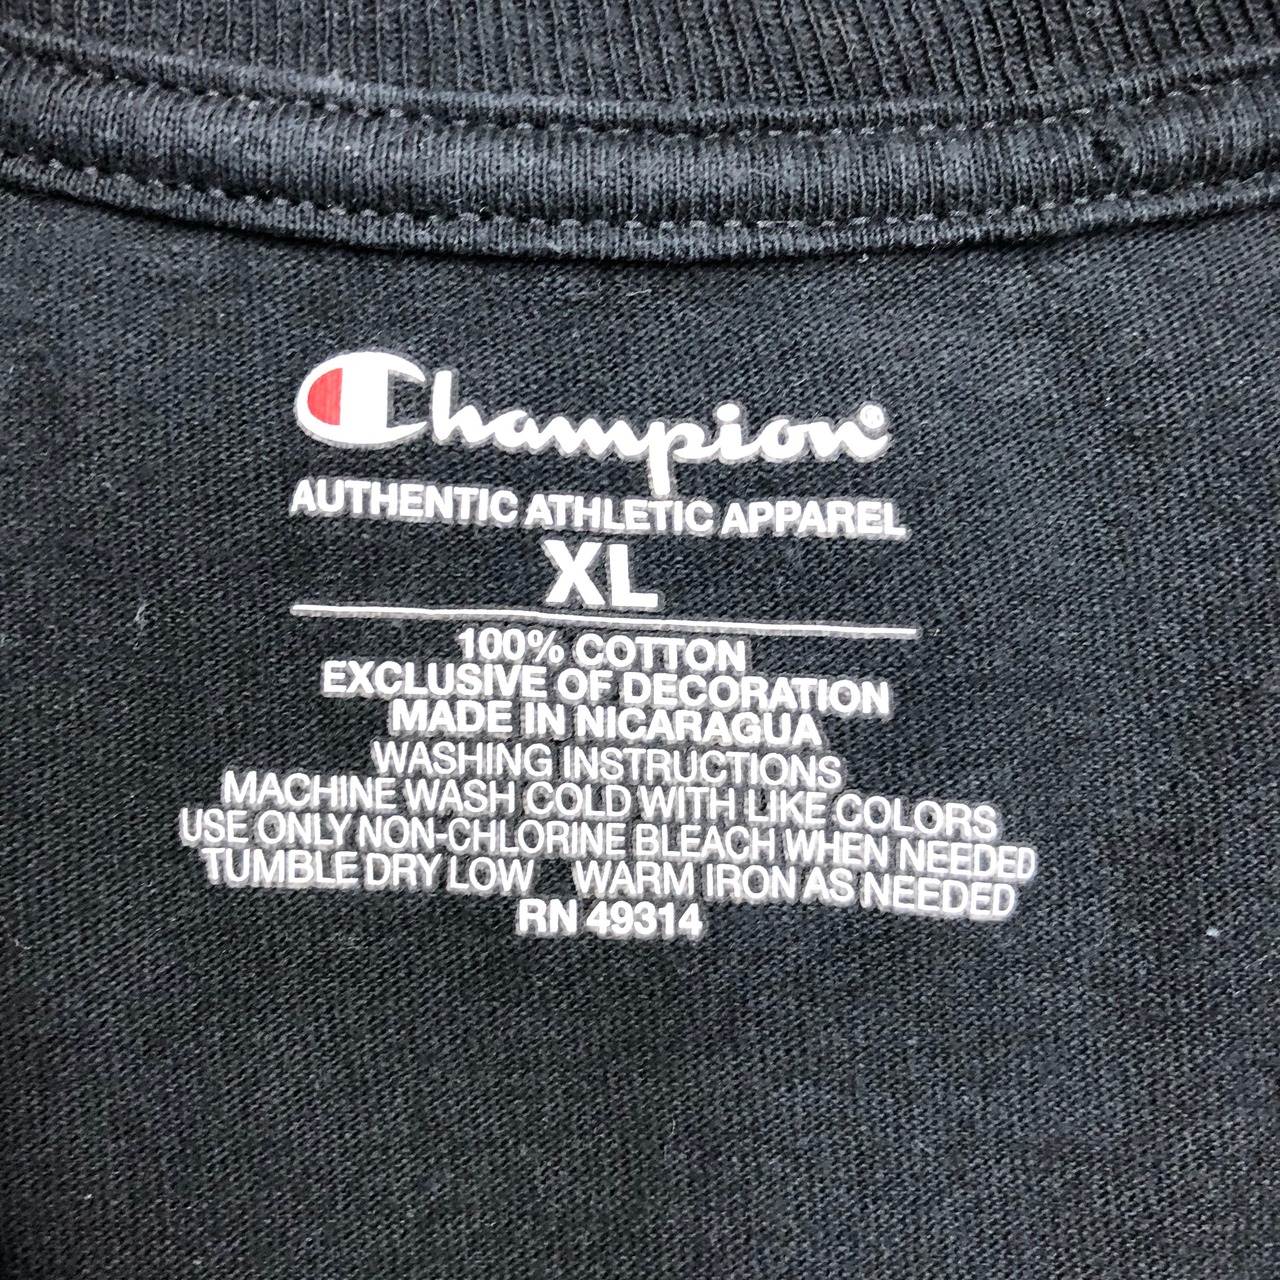 Champion®
AUTHENTIC ATHLETIC APPAREL
XL
100% COTTON
EXCLUSIVE OF DECORATION
MADE IN NICARAGUA
WASHING INSTRUCTIONS
MACHINE WASH COLD WITH LIKE COLORS
USE ONLY NON-CHLORINE BLEACH WHEN NEEDED
TUMBLE DRY LOW WARM IRON AS NEEDED
RN 49314